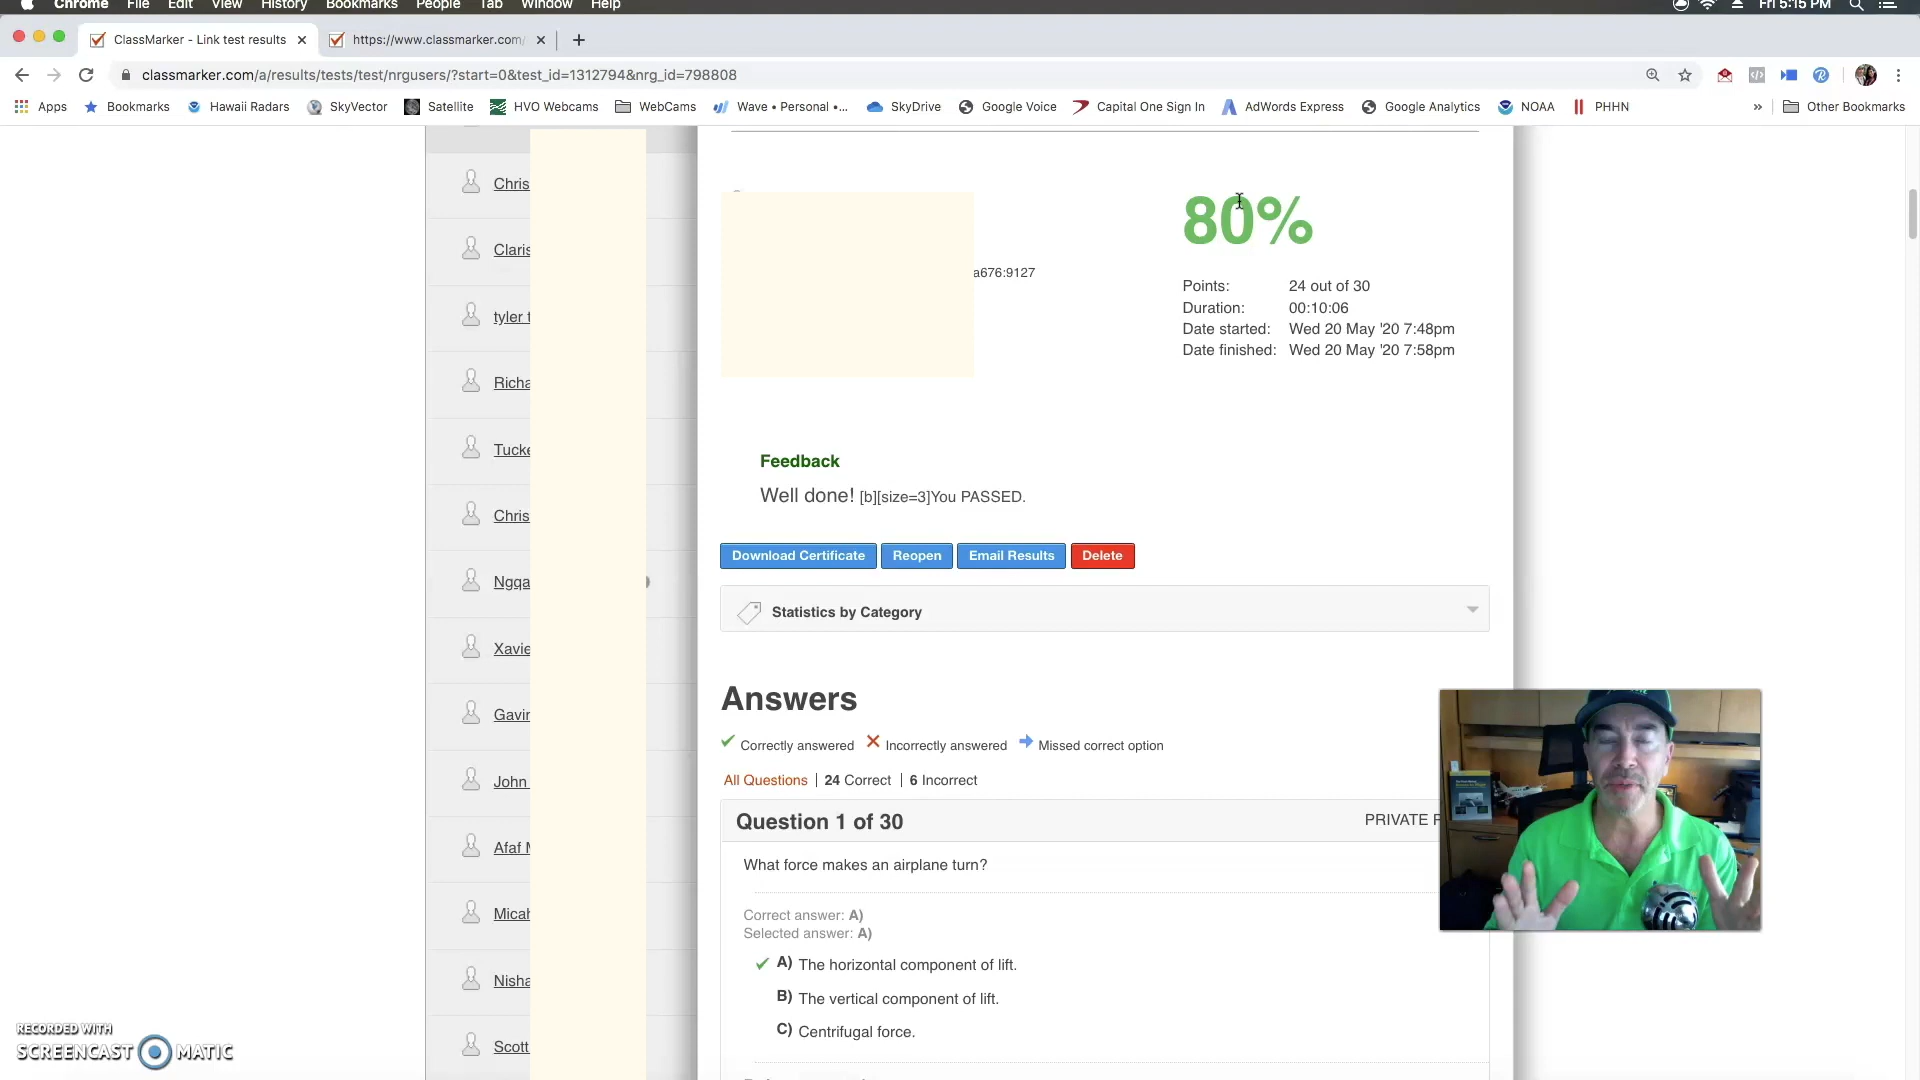 Chrome File Edit View History Bookmarks People Tab Window Help Fri 5:15 PM
ClassMarker - Link test results https://www.classmarker.com/
classmarker.com/a/results/tests/test/nrgusers/?start=0&test_id=1312794&nrg_id=798808
Apps Bookmarks Hawaii Radars SkyVector Satellite HVO Webcams WebCams Wave • Personal •... SkyDrive Google Voice Capital One Sign In AdWords Express Google Analytics NOAA PHHN » Other Bookmarks
Chris
Claris
tyler t
Richa
Tucke
Chris
Ngqa
Xavie
Gavir
John
Afaf
Micah
Nisha
Scott
a676:9127
80%
Points: 24 out of 30
Duration: 00:10:06
Date started: Wed 20 May '20 7:48pm
Date finished: Wed 20 May '20 7:58pm
Feedback
Well done! [b][size=3]You PASSED.
Download Certificate Reopen Email Results Delete
Statistics by Category
Answers
Correctly answered Incorrectly answered Missed correct option
All Questions | 24 Correct | 6 Incorrect
Question 1 of 30 PRIVATE
What force makes an airplane turn?
Correct answer: A)
Selected answer: A)
A) The horizontal component of lift.
B) The vertical component of lift.
C) Centrifugal force.
RECORDED WITH
SCREENCAST MATIC